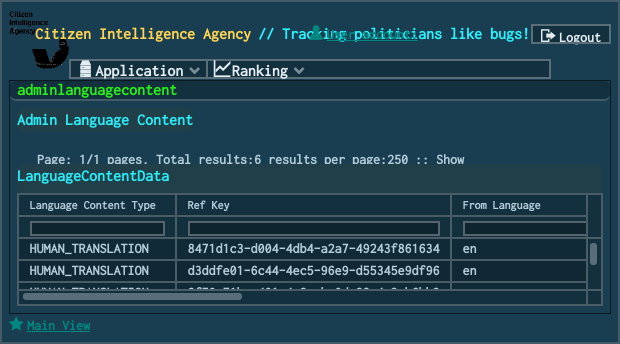 Citizen
Intelligence
Agency
Citizen Intelligence Agency // Tracking politicians like bugs!
Logout
Application
Ranking
adminlanguagecontent
Admin Language Content
Page: 1/1 pages. Total results:6 results per page:250 :: Show
LanguageContentData
Language Content Type Ref Key From Language
HUMAN_TRANSLATION 8471d1c3-d004-4db4-a2a7-49243f861634 en
HUMAN_TRANSLATION d3ddfe01-6c44-4ec5-96e9-d55345e9df96 en
Main View